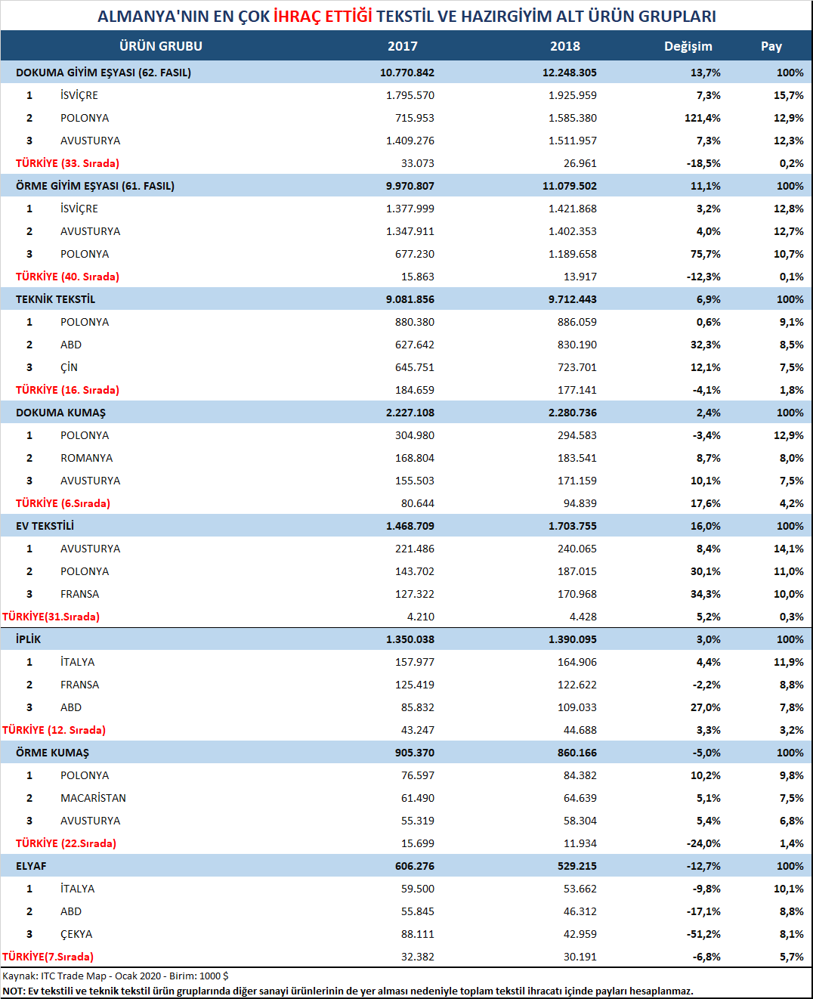 ALMANYA'NIN EN ÇOK İHRAÇ ETTİĞİ TEKSTİL VE HAZIRGİYİM ALT ÜRÜN GRUPLARI
ÜRÜN GRUBU 2017 2018 Değişim Pay
DOKUMA GİYİM EŞYASI (62. FASIL) 10.770.842 12.248.305 13,7% 100%
1 İSVİÇRE 1.795.570 1.925.959 7,3% 15,7%
2 POLONYA 715.953 1.585.380 121,4% 12,9%
3 AVUSTURYA 1.409.276 1.511.957 7,3% 12,3%
TÜRKİYE (33. Sırada) 33.073 26.961 -18,5% 0,2%
ÖRME GİYİM EŞYASI (61. FASIL) 9.970.807 11.079.502 11,1% 100%
1 İSVİÇRE 1.377.999 1.421.868 3,2% 12,8%
2 AVUSTURYA 1.347.911 1.402.353 4,0% 12,7%
3 POLONYA 677.230 1.189.658 75,7% 10,7%
TÜRKİYE (40. Sırada) 15.863 13.917 -12,3% 0,1%
TEKNİK TEKSTİL 9.081.856 9.712.443 6,9% 100%
1 POLONYA 880.380 886.059 0,6% 9,1%
2 ABD 627.642 830.190 32,3% 8,5%
3 ÇİN 645.751 723.701 12,1% 7,5%
TÜRKİYE (16. Sırada) 184.659 177.141 -4,1% 1,8%
DOKUMA KUMAŞ 2.227.108 2.280.736 2,4% 100%
1 POLONYA 304.980 294.583 -3,4% 12,9%
2 ROMANYA 168.804 183.541 8,7% 8,0%
3 AVUSTURYA 155.503 171.159 10,1% 7,5%
TÜRKİYE (6.Sırada) 80.644 94.839 17,6% 4,2%
EV TEKSTİLİ 1.468.709 1.703.755 16,0% 100%
1 AVUSTURYA 221.486 240.065 8,4% 14,1%
2 POLONYA 143.702 187.015 30,1% 11,0%
3 FRANSA 127.322 170.968 34,3% 10,0%
TÜRKİYE(31.Sırada) 4.210 4.428 5,2% 0,3%
İPLİK 1.350.038 1.390.095 3,0% 100%
1 İTALYA 157.977 164.906 4,4% 11,9%
2 FRANSA 125.419 122.622 -2,2% 8,8%
3 ABD 85.832 109.033 27,0% 7,8%
TÜRKİYE (12. Sırada) 43.247 44.688 3,3% 3,2%
ÖRME KUMAŞ 905.370 860.166 -5,0% 100%
1 POLONYA 76.597 84.382 10,2% 9,8%
2 MACARİSTAN 61.490 64.639 5,1% 7,5%
3 AVUSTURYA 55.319 58.304 5,4% 6,8%
TÜRKİYE (22.Sırada) 15.699 11.934 -24,0% 1,4%
ELYAF 606.276 529.215 -12,7% 100%
1 İTALYA 59.500 53.662 -9,8% 10,1%
2 ABD 55.845 46.312 -17,1% 8,8%
3 ÇEKYA 88.111 42.959 -51,2% 8,1%
TÜRKİYE(7.Sırada) 32.382 30.191 -6,8% 5,7%
Kaynak: ITC Trade Map - Ocak 2020 - Birim: 1000 $
NOT: Ev tekstili ve teknik tekstil ürün gruplarında diğer sanayi ürünlerinin de yer alması nedeniyle toplam tekstil ihracatı içinde payları hesaplanmaz.